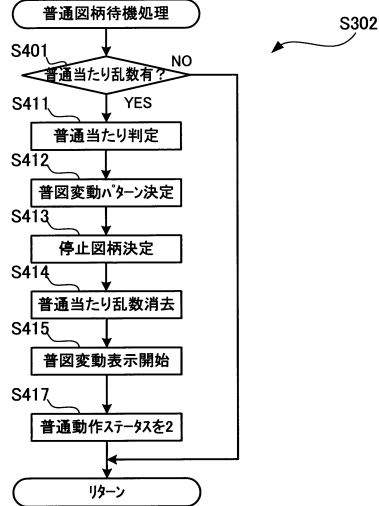 普通図柄待機処理
S302
S401
普通当たり乱数有?
NO
YES
S411
普通当たり判定
S412
普図変動ﾊﾟターン決定
S413
停止図柄決定
S414
普通当たり乱数消去
S415
普図変動表示開始
S417
普通動作ステータスを2
リターン